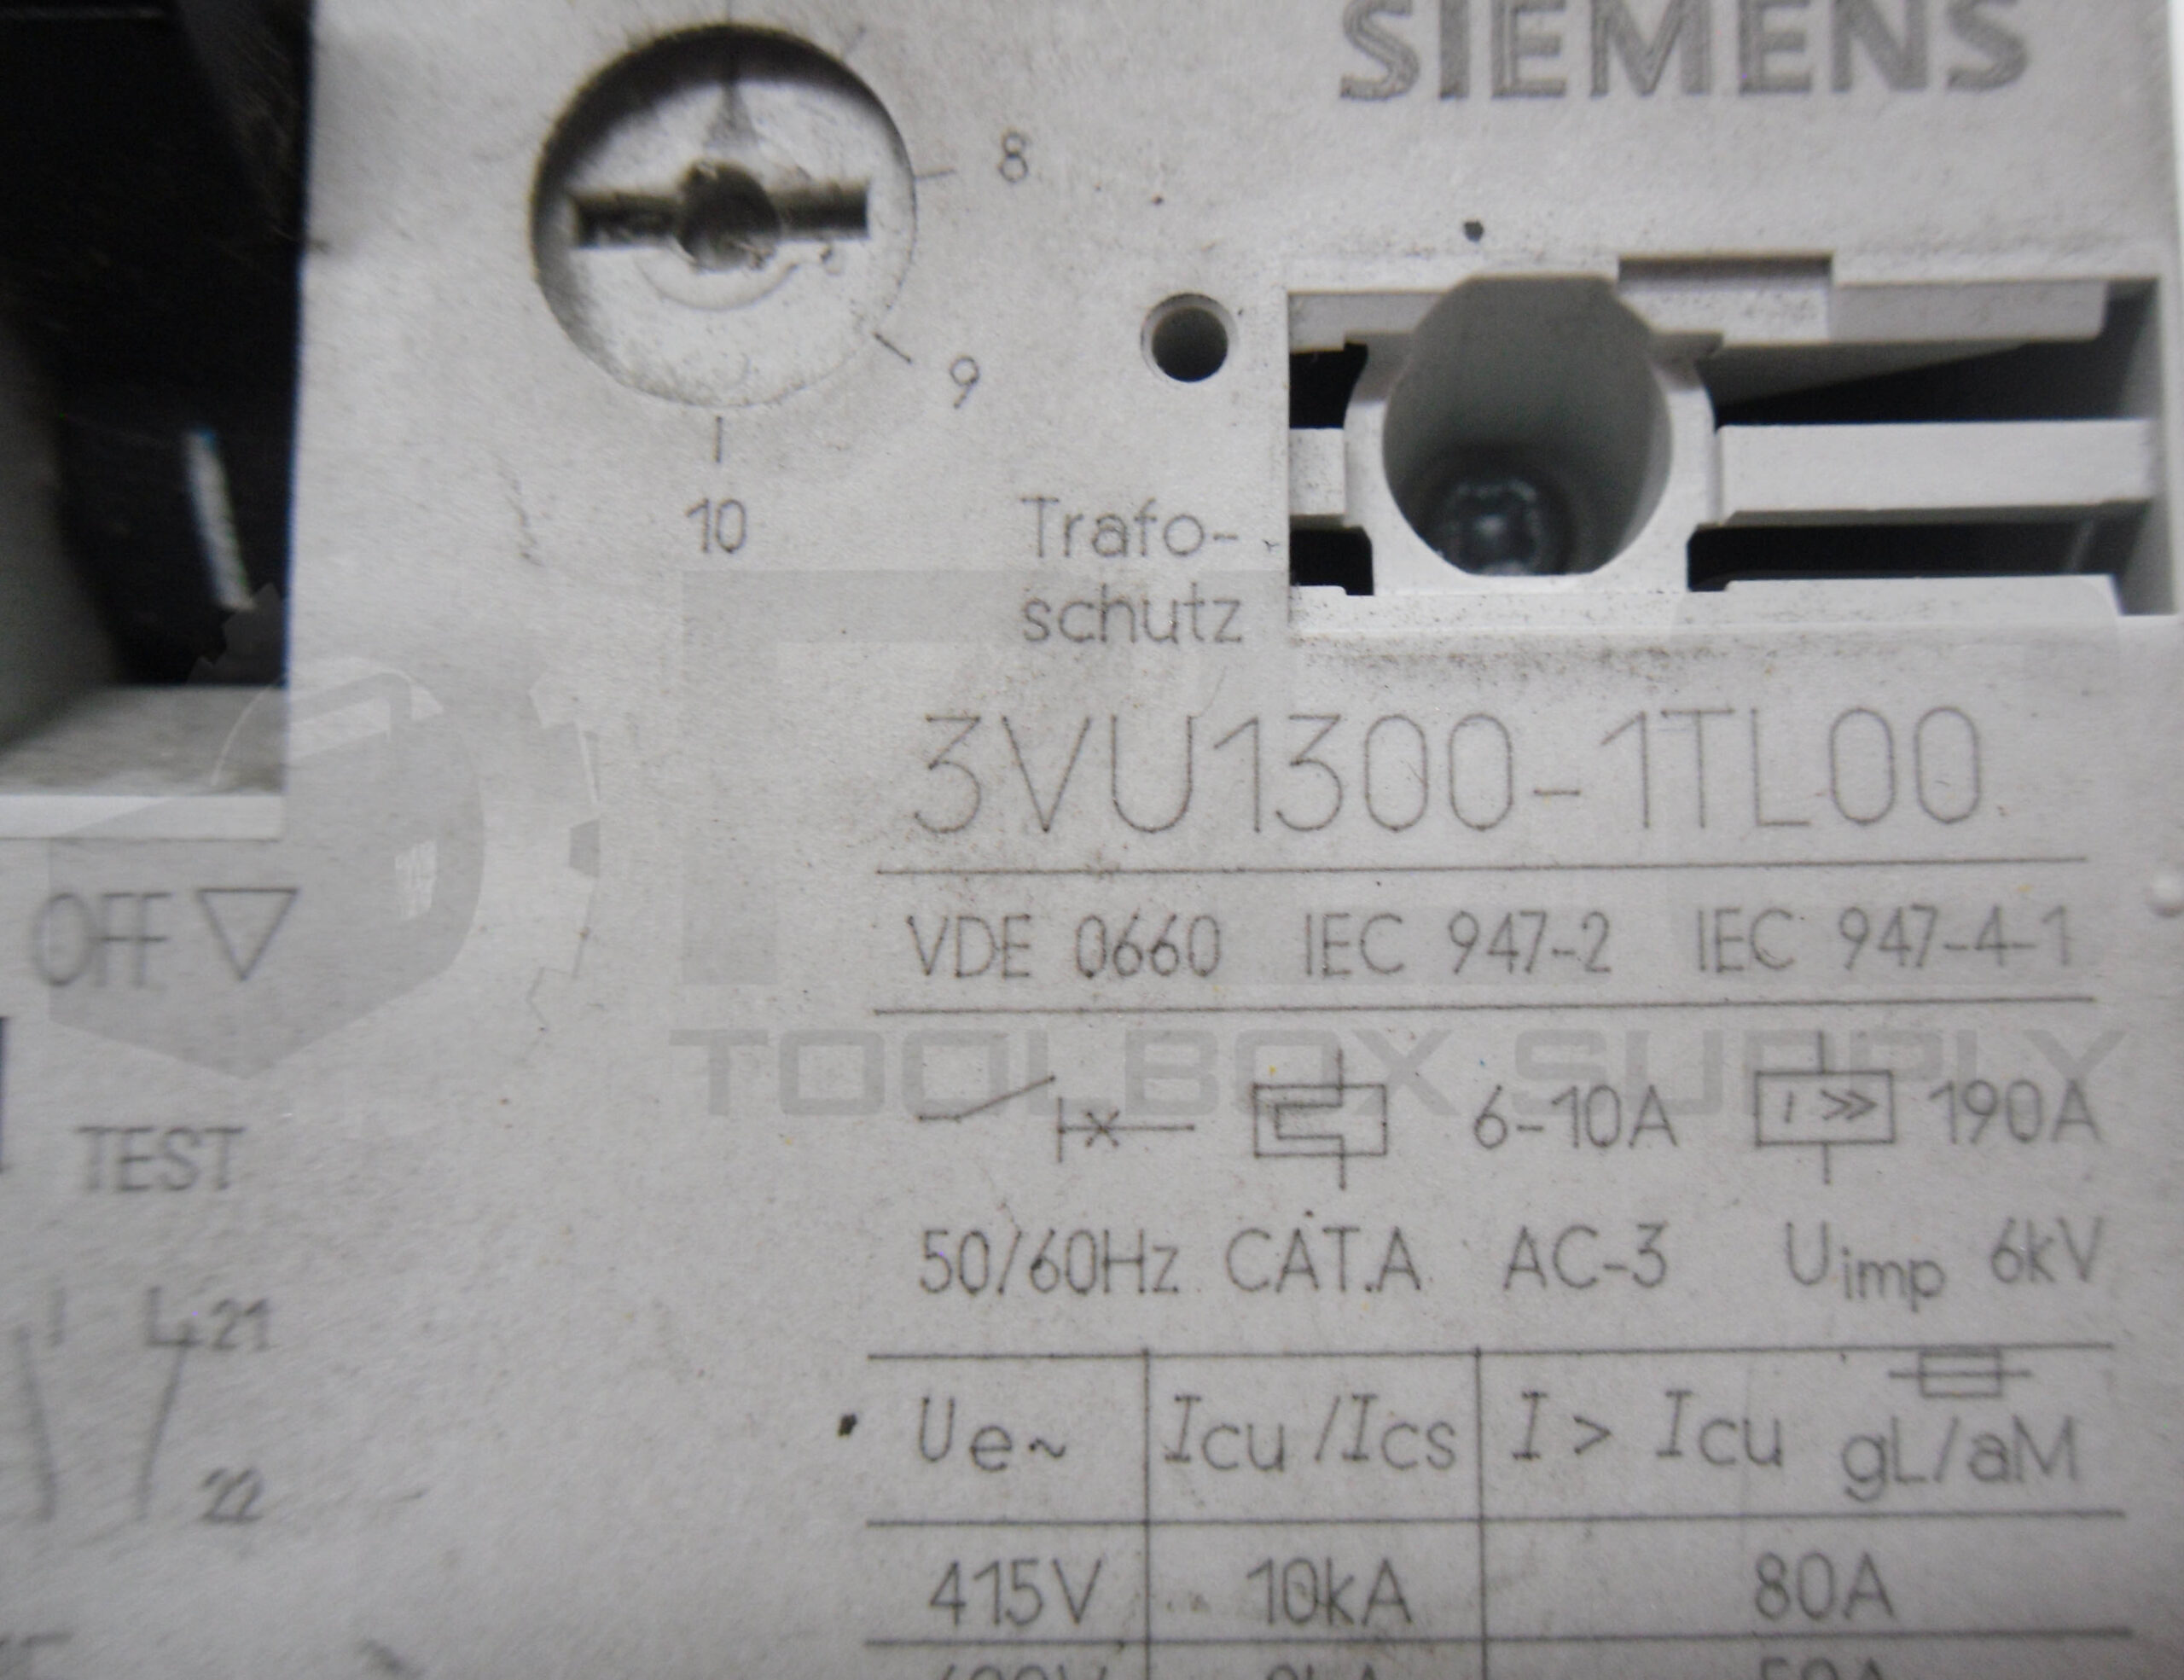 SIEMENS
8
9
10
Trafo-
schutz
3VU1300-1TL00
VDE 0660 IEC 947-2 IEC 947-4-1
OFF
TOOLBOX SUPPLY
6-10A I >> 190A
TEST
50/60Hz CAT.A AC-3 Uimp 6kV
21
Ue~ Icu/Ics I > Icu gL/aM
22
415V 10kA 80A